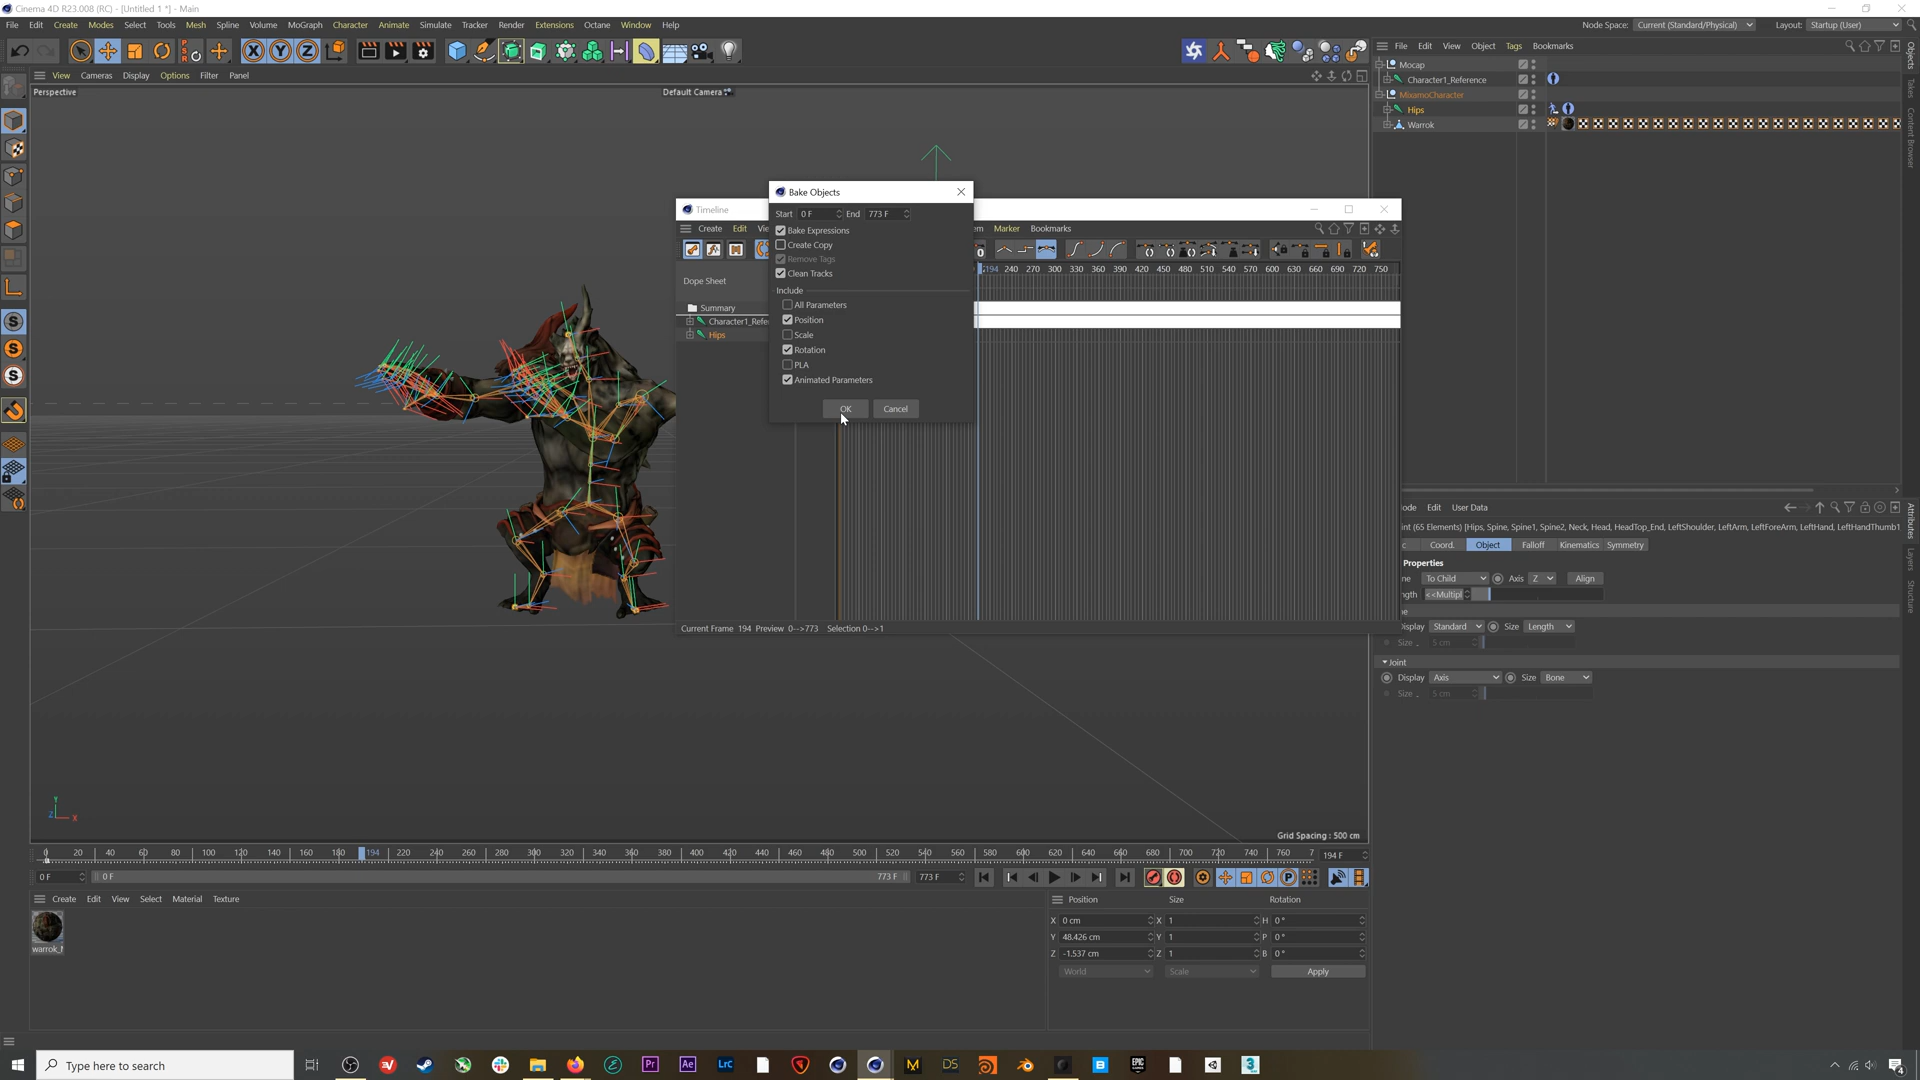 Cinema 4D R23.008 (RC) - [Untitled 1 *] - Main
File Edit Create Modes Select Tools Mesh Spline Volume MoGraph Character Animate Simulate Tracker Render Extensions Octane Window Help
Node Space: Current (Standard/Physical) Layout: Startup (User)
View Cameras Display Options Filter Panel
File Edit View Object Tags Bookmarks
Perspective
Default Camera
Mocap
Character1_Reference
MixamoCharacter
Hips
Warrok
Objects
Takes
Content Browser
Timeline
Create Edit
Marker Bookmarks
Dope Sheet
194 240 270 300 330 360 390 420 450 480 510 540 570 600 630 660 690 720 750
Summary
Character1_Refe
Hips
Current Frame 194 Preview 0-->773 Selection 0-->1
Bake Objects
Start 0 F End 773 F
Bake Expressions
Create Copy
Remove Tags
Clean Tracks
Include
All Parameters
Position
Scale
Rotation
PLA
Animated Parameters
OK Cancel
ode Edit User Data
int (65 Elements) [Hips, Spine, Spine1, Spine2, Neck, Head, HeadTop_End, LeftShoulder, LeftArm, LeftForeArm, LeftHand, LeftHandThumb1
c Coord. Object Falloff Kinematics Symmetry
Properties
ne To Child Axis Z Align
ngth <<Multipl
ne
isplay Standard Size Length
Size .. 5 cm
Joint
Display Axis Size Bone
Size .. 5 cm
Attributes
Layers
Structure
Y
Z X
Grid Spacing : 500 cm
0 20 40 60 80 100 120 140 160 180 194 220 240 260 280 300 320 340 360 380 400 420 440 460 480 500 520 540 560 580 600 620 640 660 680 700 720 740 760 7 194 F
0 F 0 F 773 F 773 F
Create Edit View Select Material Texture
warrok_f
Position Size Rotation
X 0 cm X 1 H 0 °
Y 48.426 cm Y 1 P 0 °
Z -1.537 cm Z 1 B 0 °
World Scale Apply
Type here to search